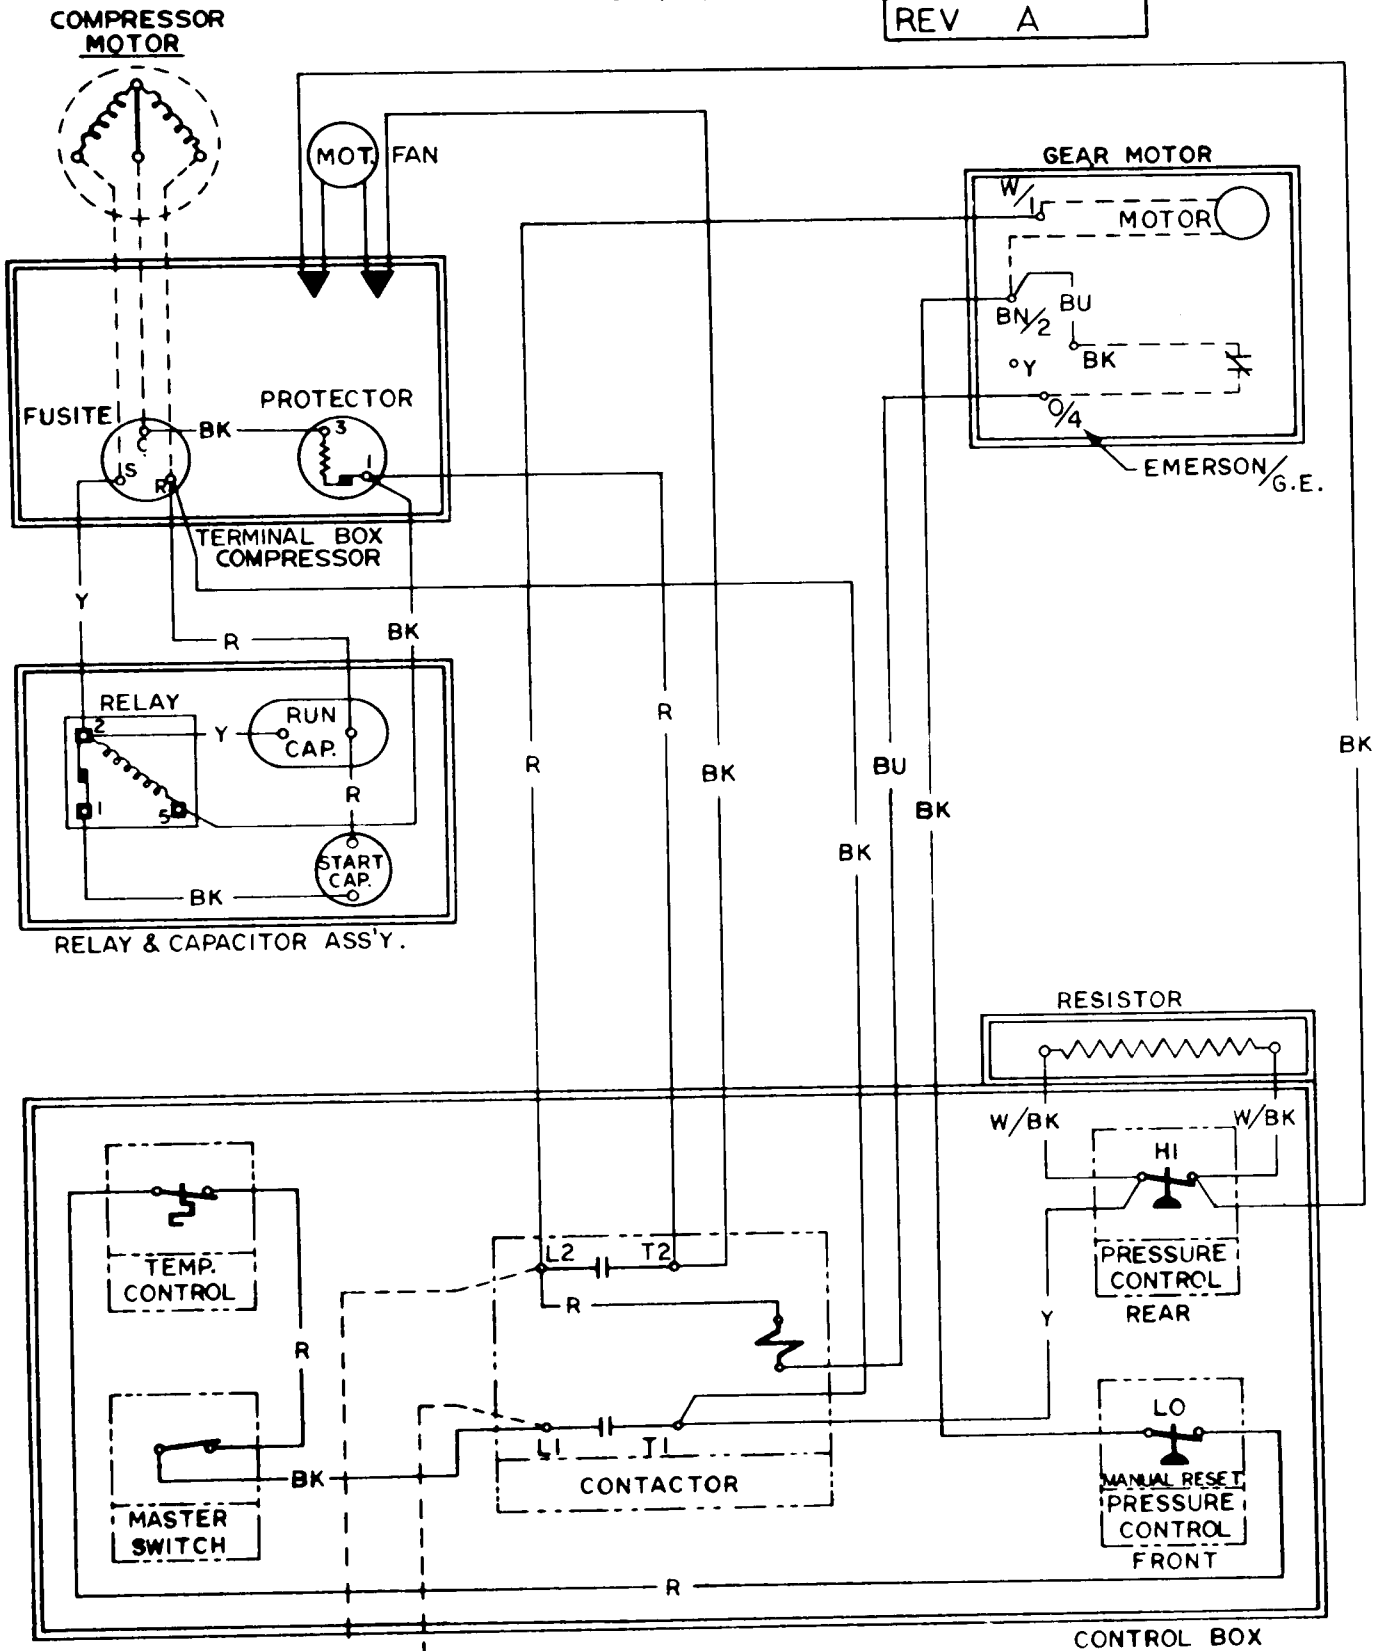 REV A
COMPRESSOR
MOTOR
MOT. FAN
GEAR MOTOR
W/1
MOTOR
BN/2
BU
BK
Y
O/4
EMERSON/G.E.
FUSITE
PROTECTOR
C
S
R
BK
3
1
TERMINAL BOX
COMPRESSOR
Y
R
BK
RELAY
2
1
5
Y
RUN
CAP.
R
START
CAP.
BK
RELAY & CAPACITOR ASS'Y.
R
R
BK
BK
BU
BK
BK
RESISTOR
W/BK
W/BK
HI
PRESSURE
CONTROL
REAR
TEMP.
CONTROL
R
L2
T2
R
L1
T1
CONTACTOR
Y
MASTER
SWITCH
BK
LO
MANUAL RESET
PRESSURE
CONTROL
FRONT
R
CONTROL BOX